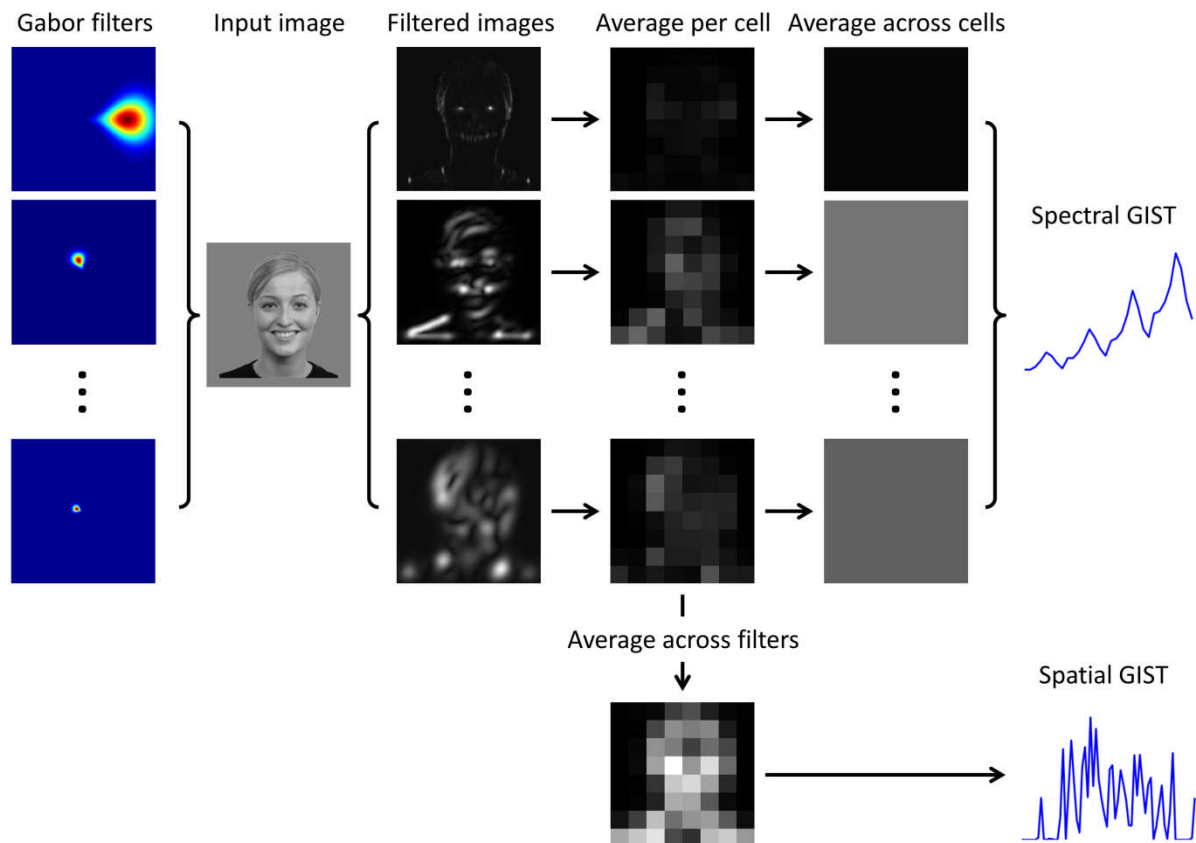 Gabor filters
Input image
Filtered images
Average per cell
Average across cells
Spectral GIST
Average across filters
Spatial GIST